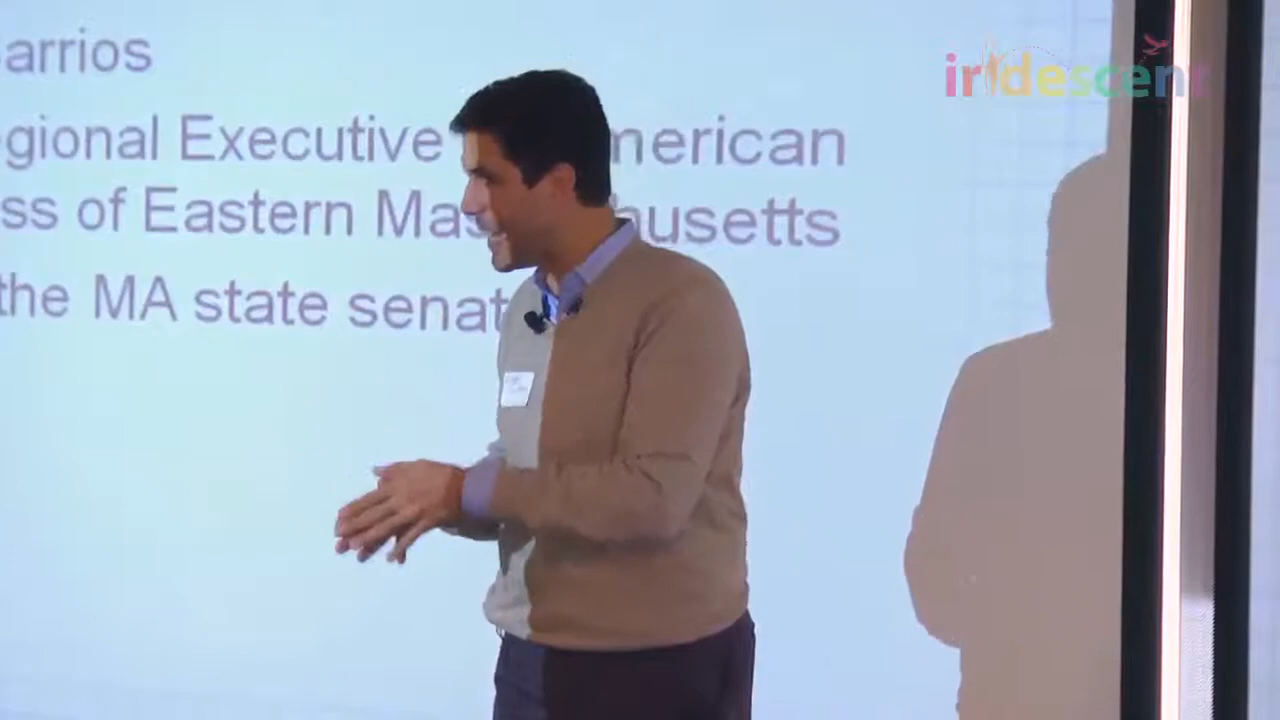 arrios
gional Executive merican
ss of Eastern Mas husetts
the MA state senat
iridescent